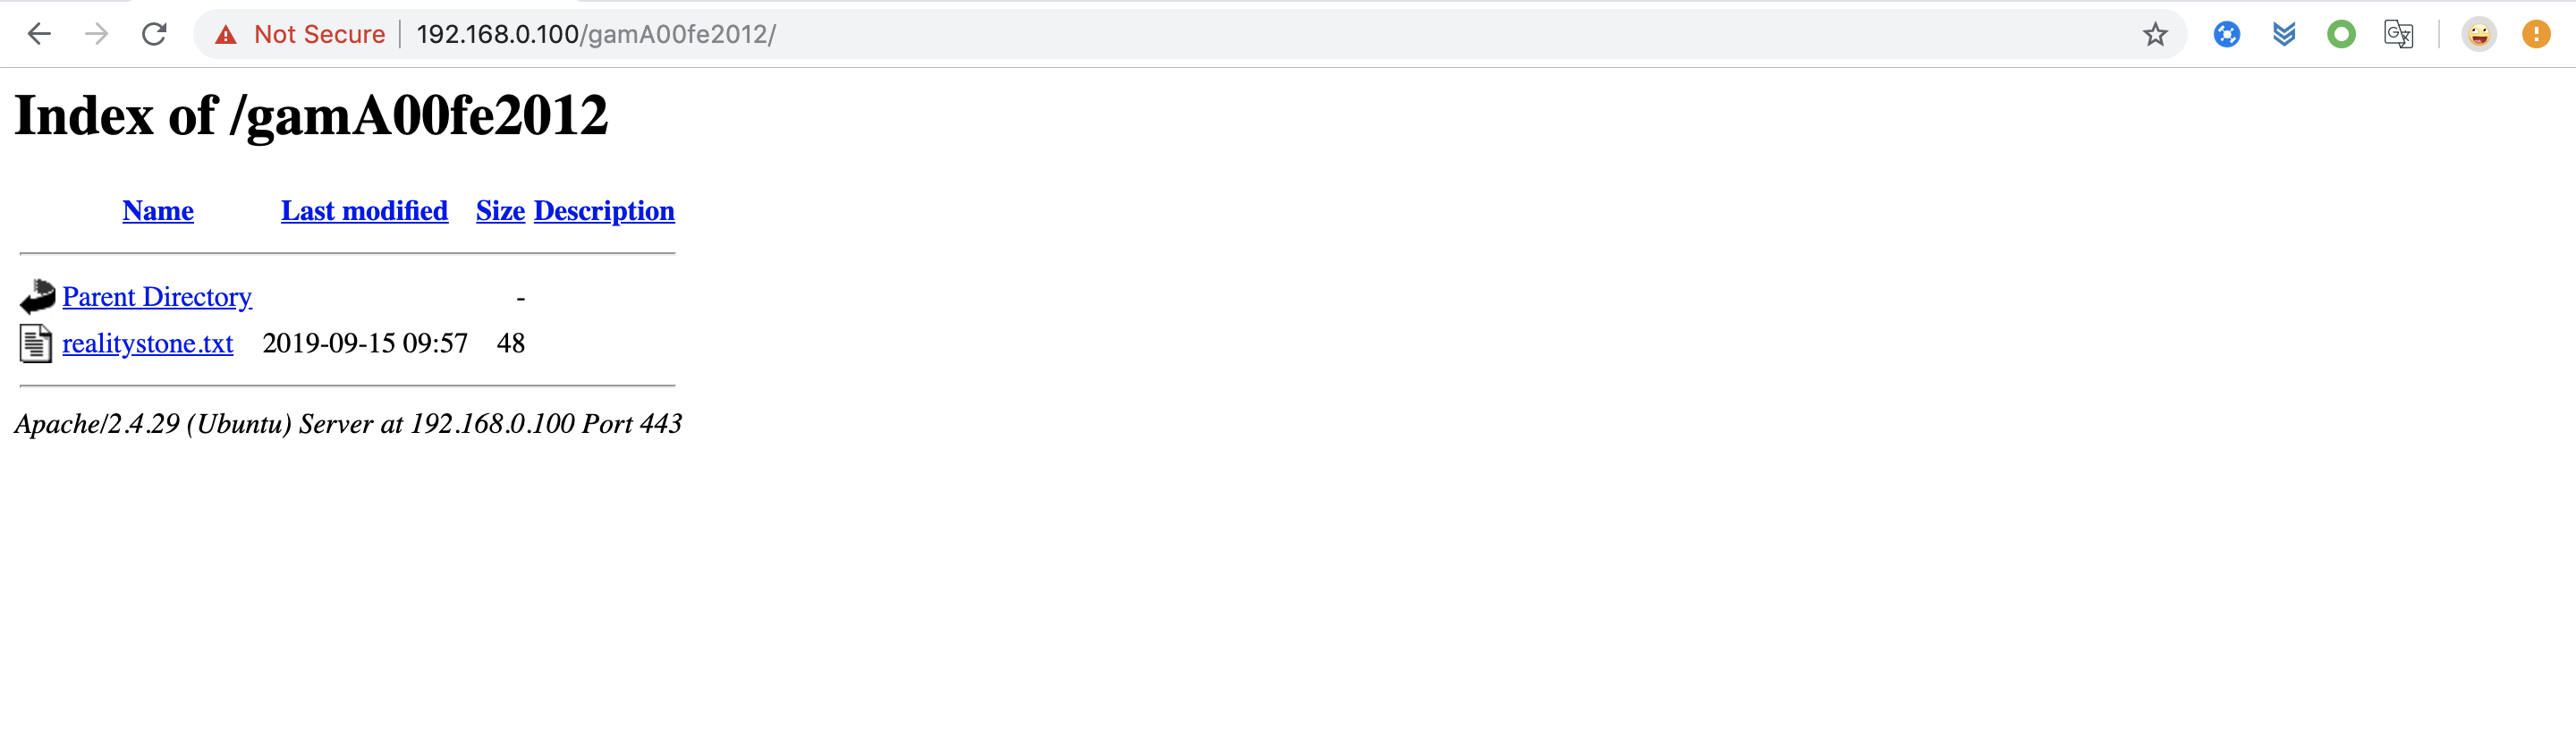 Not Secure 192.168.0.100/gamA00fe2012/
Index of /gamA00fe2012
Name Last modified Size Description
Parent Directory -
realitystone.txt 2019-09-15 09:57 48
Apache/2.4.29 (Ubuntu) Server at 192.168.0.100 Port 443